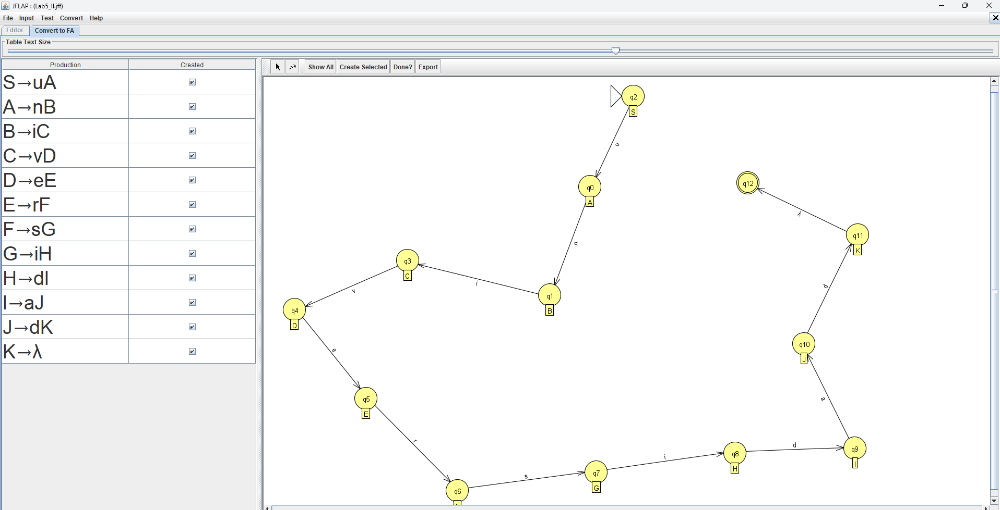 JFLAP : (Lab5_II.jff)
File Input Test Convert Help
Editor Convert to FA
Table Text Size
Production Created
Show All Create Selected Done? Export
S→uA
A→nB
B→iC
C→vD
D→eE
E→rF
F→sG
G→iH
H→dI
I→aJ
J→dK
K→λ
q2
S
u
q0
A
n
q12
λ
q11
K
q3
C
i
q1
B
v
q4
D
d
q10
J
e
q5
E
a
r
q9
I
d
q8
H
i
q7
G
s
q6
F